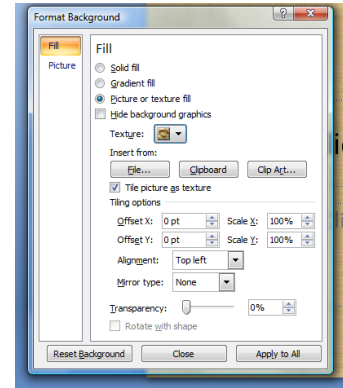 Format Background
Fill
Picture
Fill
Solid fill
Gradient fill
Picture or texture fill
Hide background graphics
Texture:
Insert from:
File...
Clipboard
Clip Art...
Tile picture as texture
Tiling options
Offset X: 0 pt Scale X: 100%
Offset Y: 0 pt Scale Y: 100%
Alignment: Top left
Mirror type: None
Transparency: 0%
Rotate with shape
Reset Background Close Apply to All